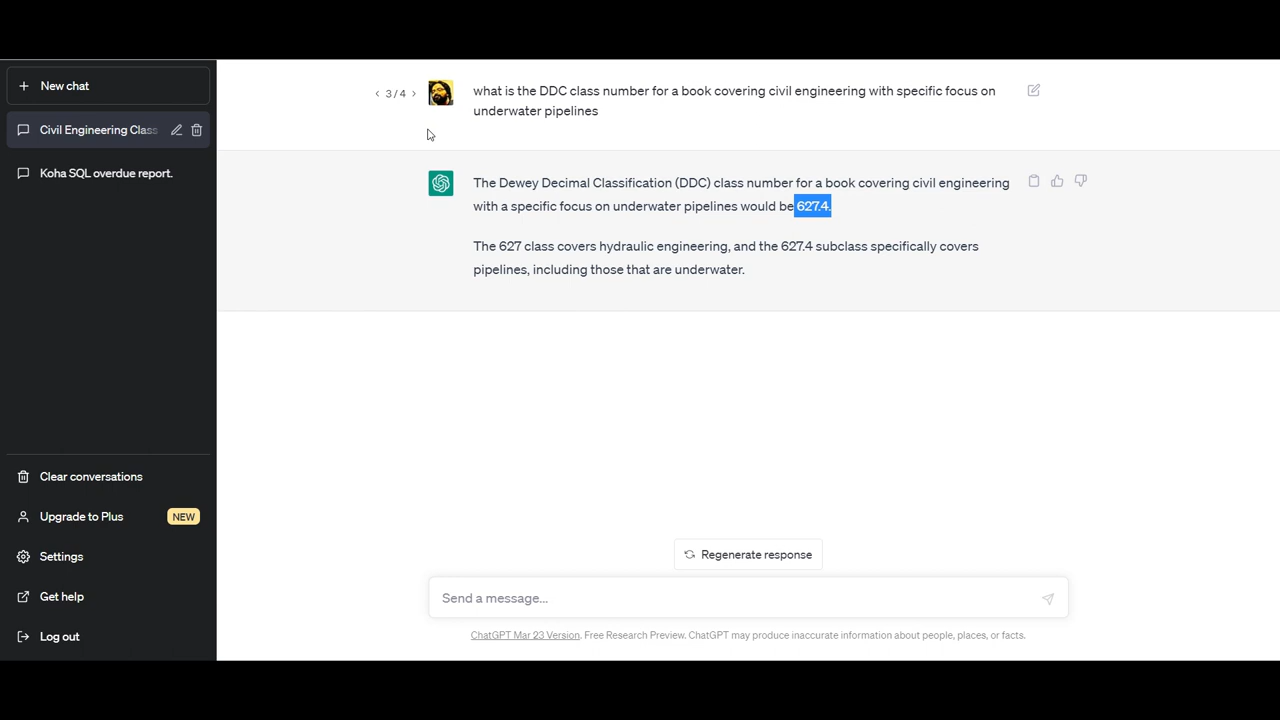 New chat
Civil Engineering Class
Koha SQL overdue report.
Clear conversations
Upgrade to Plus NEW
Settings
Get help
Log out
< 3 / 4 >
what is the DDC class number for a book covering civil engineering with specific focus on
underwater pipelines
The Dewey Decimal Classification (DDC) class number for a book covering civil engineering
with a specific focus on underwater pipelines would be 627.4.
The 627 class covers hydraulic engineering, and the 627.4 subclass specifically covers
pipelines, including those that are underwater.
Regenerate response
Send a message...
ChatGPT Mar 23 Version. Free Research Preview. ChatGPT may produce inaccurate information about people, places, or facts.